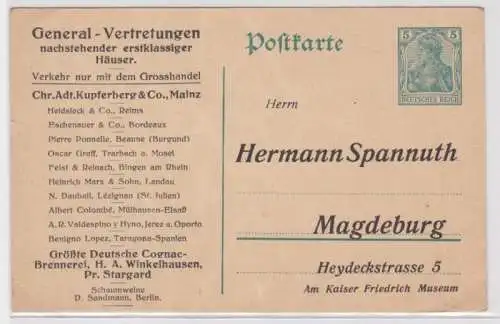 General - Vertretungen
nachstehender erstklassiger
Häuser.
Verkehr nur mit dem Grosshandel
Chr. Adt. Kupferberg & Co., Mainz
Heidsieck & Co., Reims
Eschenauer & Co., Bordeaux
Pierre Ponnelle, Beaune (Burgund)
Oscar Graff, Trarbach a. Mosel
Feist & Reinach, Bingen am Rhein
Heinrich Marx & Sohn, Landau
N. Daubail, Lézignan (St. Julien)
Albert Colombé, Mülhausen-Elsaß
A. R. Valdespino y Hyno, Jerez a. Oporto
Benigno Lopez, Tarragona-Spanien
Größte Deutsche Cognac-
Brennerei, H. A. Winkelhausen,
Pr. Stargard
Schaumweine
D. Sandmann, Berlin.
Postkarte
5 5
DEUTSCHES REICH
Herrn
Hermann Spannuth
Magdeburg
Heydeckstrasse 5
Am Kaiser Friedrich Museum